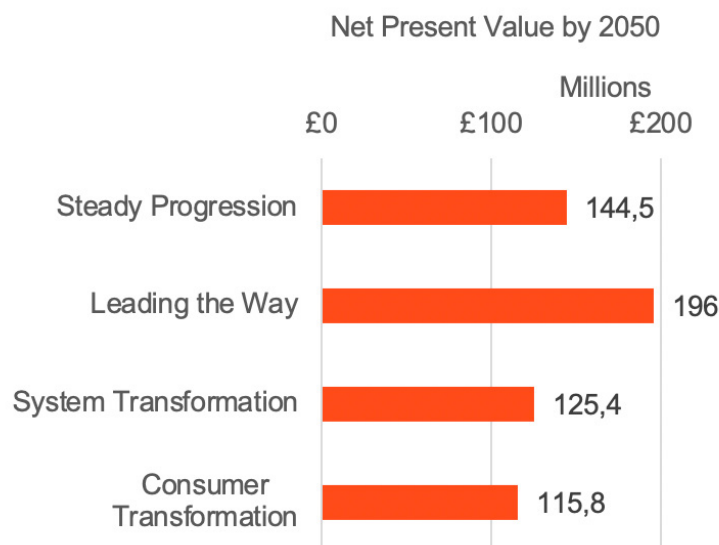 Net Present Value by 2050
Millions
£0 £100 £200
Steady Progression 144,5
Leading the Way 196
System Transformation 125,4
Consumer
Transformation 115,8